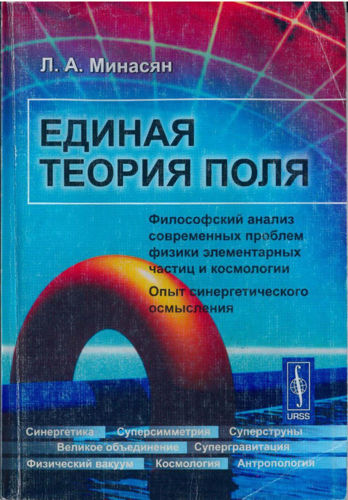 Л. А. Минасян
ЕДИНАЯ
ТЕОРИЯ ПОЛЯ
Философский анализ
современных проблем
физики элементарных
частиц и космологии
Опыт синергетического
осмысления
URSS
Синергетика Суперсимметрия Суперструны
Великое объединение Супергравитация
Физический вакуум Космология Антропология